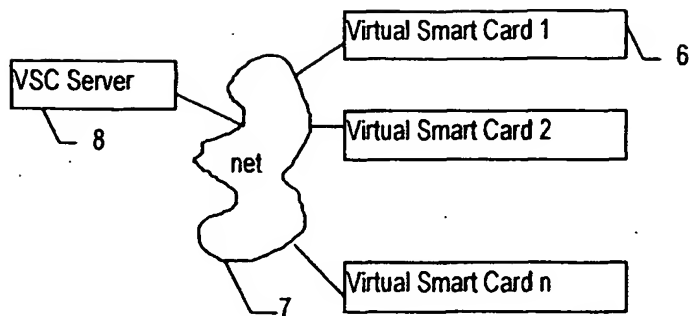 Virtual Smart Card 1
6
VSC Server
8
Virtual Smart Card 2
net
Virtual Smart Card n
7